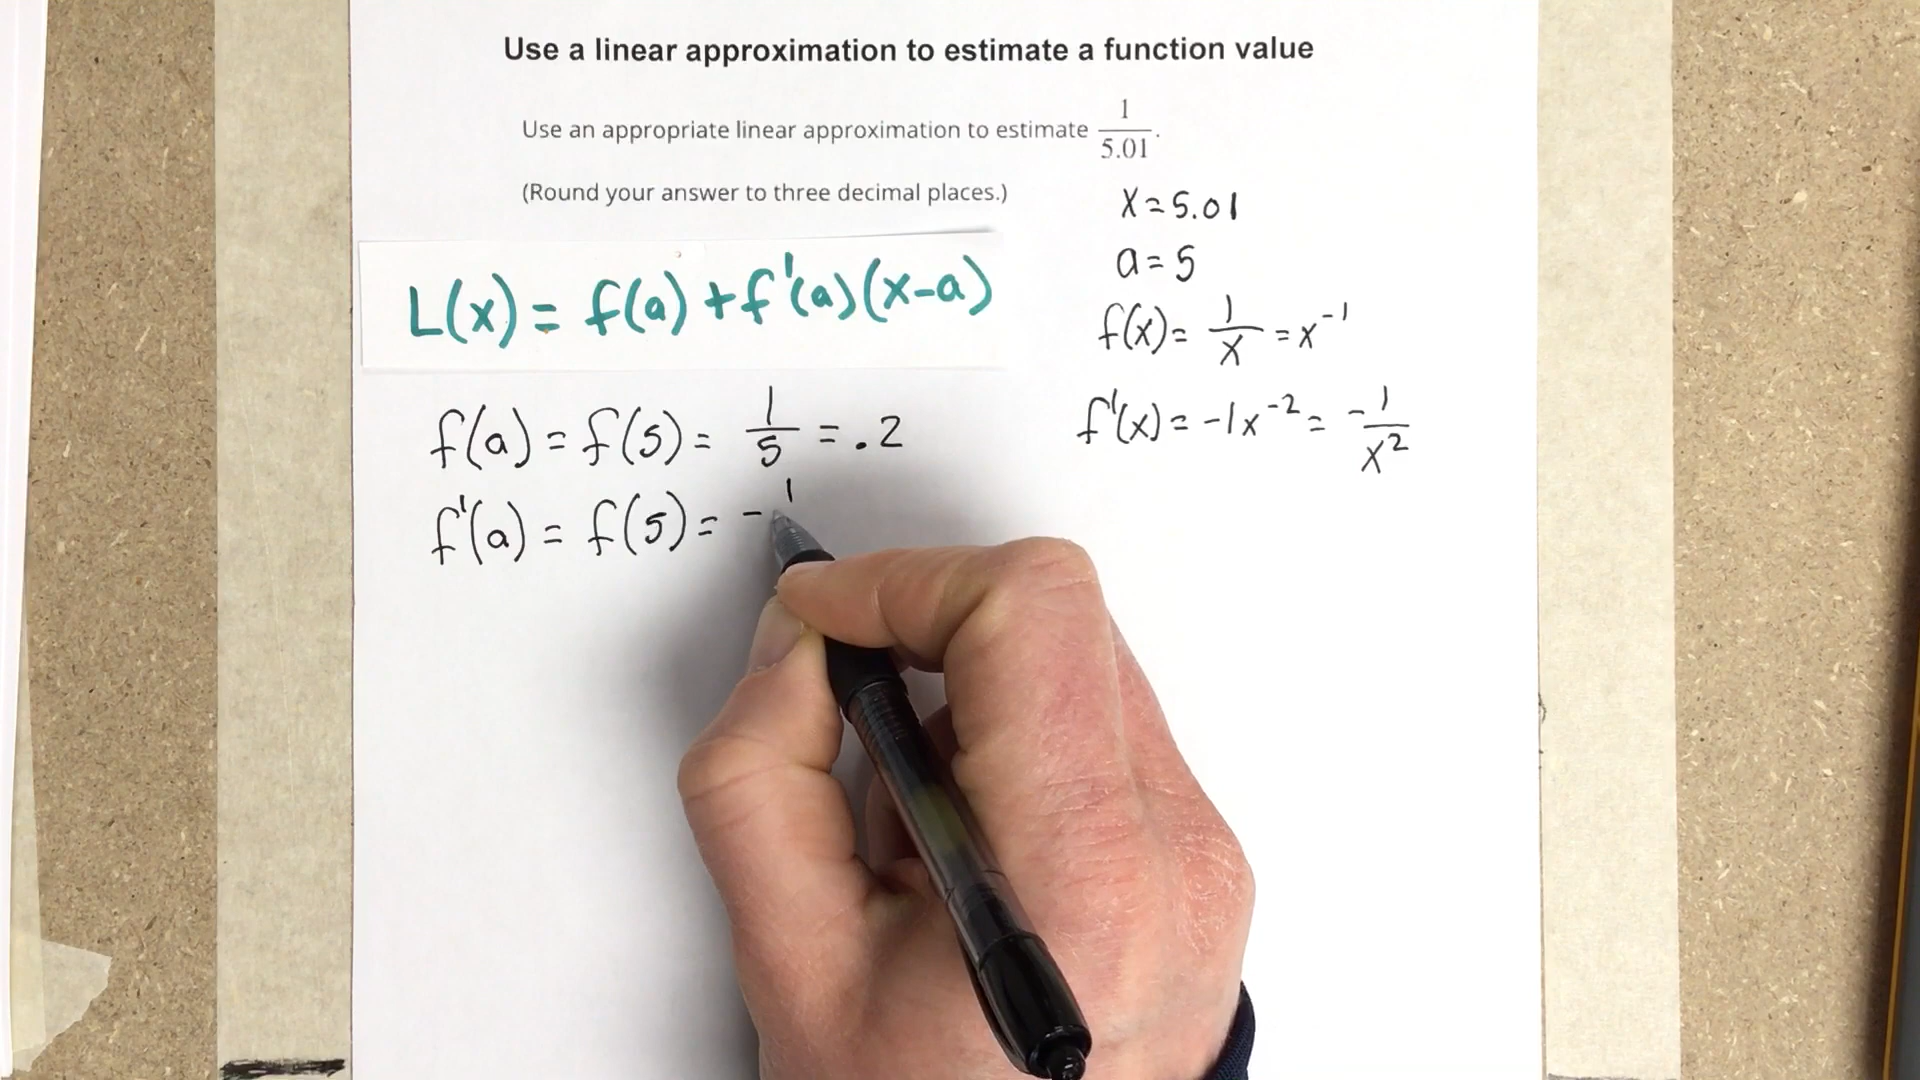 Use a linear approximation to estimate a function value
Use an appropriate linear approximation to estimate 1/5.01.
(Round your answer to three decimal places.)
x = 5.01
a = 5
L(x) = f(a) + f'(a)(x-a)
f(x) = 1/x = x⁻¹
f(a) = f(5) = 1/5 = .2
f'(x) = -1x⁻² = -1/x²
f'(a) = f(5) = - 1